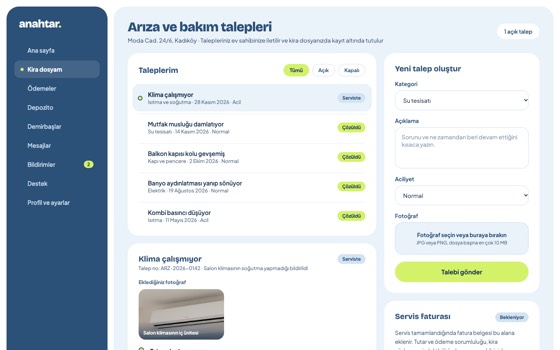 anahtar.
Ana sayfa
Kira dosyam
Ödemeler
Depozito
Demirbaşlar
Mesajlar
Bildirimler
2
Destek
Profil ve ayarlar
Arıza ve bakım talepleri
Moda Cad. 24/6, Kadıköy · Talepleriniz ev sahibinize iletilir ve kira dosyanızda kayıt altında tutulur
1 açık talep
Taleplerim
Tümü
Açık
Kapalı
Klima çalışmıyor
Isıtma ve soğutma · 28 Kasım 2026 · Acil
Serviste
Mutfak musluğu damlatıyor
Su tesisatı · 14 Kasım 2026 · Normal
Çözüldü
Balkon kapısı kolu gevşemiş
Kapı ve pencere · 2 Ekim 2026 · Normal
Çözüldü
Banyo aydınlatması yanıp sönüyor
Elektrik · 19 Ağustos 2026 · Normal
Çözüldü
Kombi basıncı düşüyor
Isıtma · 11 Mayıs 2026 · Acil
Çözüldü
Klima çalışmıyor
Serviste
Talep no: ARZ-2026-0142 · Salon klimasının soğutma yapmadığı bildirildi
Eklediğiniz fotoğraf
Salon klimasının iç ünitesi
Yeni talep oluştur
Kategori
Su tesisatı
Açıklama
Sorunu ve ne zamandan beri devam ettiğini
kısaca yazın.
Aciliyet
Normal
Fotoğraf
Fotoğraf seçin veya buraya bırakın
JPG veya PNG, dosya başına en çok 10 MB
Talebi gönder
Servis faturası
Bekleniyor
Servis tamamlandığında fatura belgesi bu alana
eklenir. Tutar ve ödeme sorumluluğu, kira